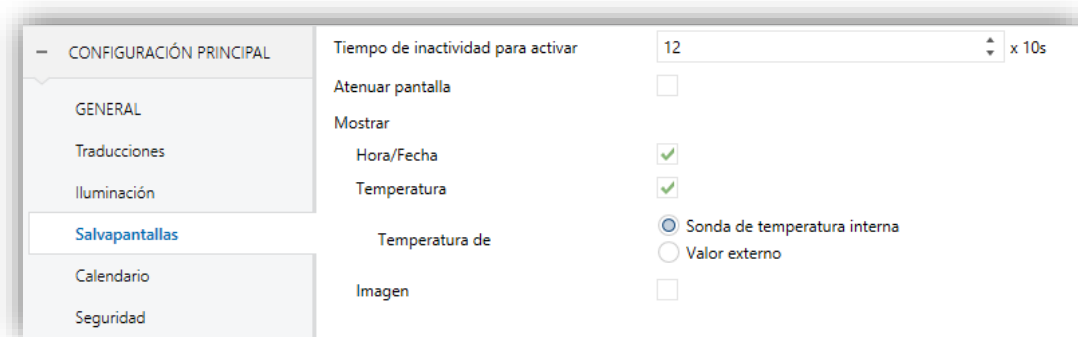 CONFIGURACIÓN PRINCIPAL
GENERAL
Traducciones
Iluminación
Salvapantallas
Calendario
Seguridad
Tiempo de inactividad para activar 12 x 10s
Atenuar pantalla
Mostrar
Hora/Fecha
Temperatura
Temperatura de Sonda de temperatura interna
Valor externo
Imagen